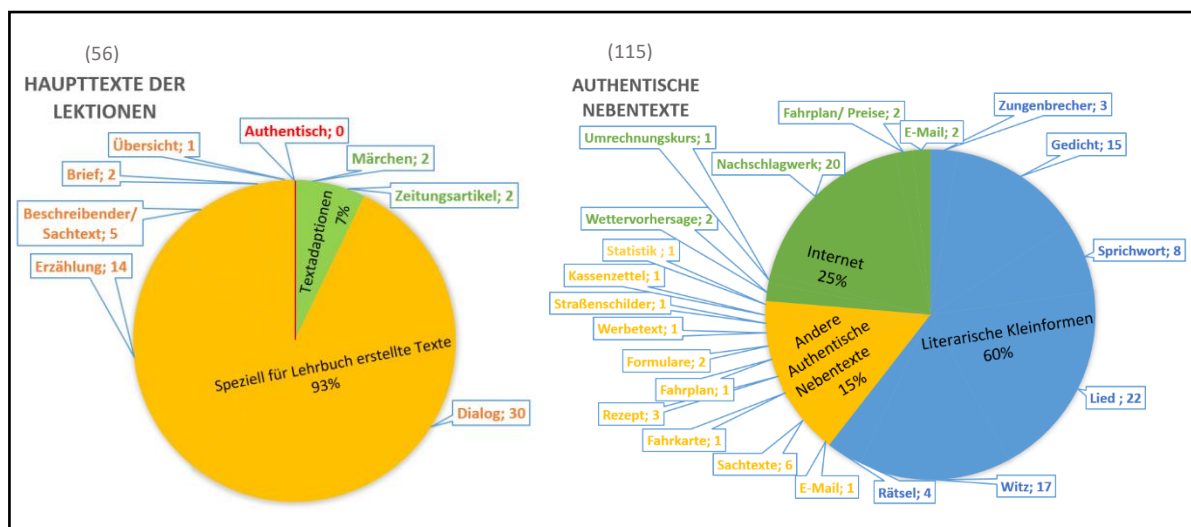 (56)
HAUPTTEXTE DER
LEKTIONEN
Authentisch; 0
Übersicht; 1
Märchen; 2
Brief; 2
Zeitungsartikel; 2
Beschreibender/
Sachtext; 5
Erzählung; 14
Textadaptionen
7%
Speziell für Lehrbuch erstellte Texte
93%
Dialog; 30
(115)
AUTHENTISCHE
NEBENTEXTE
Fahrplan/ Preise; 2
Zungenbrecher; 3
Umrechnungskurs; 1
E-Mail; 2
Gedicht; 15
Nachschlagwerk; 20
Wettervorhersage; 2
Sprichwort; 8
Statistik ; 1
Internet
25%
Kassenzettel; 1
Straßenschilder; 1
Werbetext; 1
Andere
Authentische
Nebentexte
15%
Literarische Kleinformen
60%
Formulare; 2
Fahrplan; 1
Rezept; 3
Lied ; 22
Fahrkarte; 1
Sachtexte; 6
E-Mail; 1
Rätsel; 4
Witz; 17